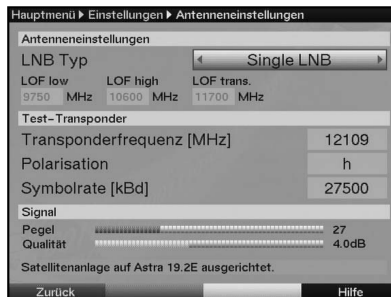 Hauptmenü ▸ Einstellungen ▸ Antenneneinstellungen
Antenneneinstellungen
LNB Typ Single LNB
LOF low LOF high LOF trans.
9750 MHz 10600 MHz 11700 MHz
Test-Transponder
Transponderfrequenz [MHz] 12109
Polarisation h
Symbolrate [kBd] 27500
Signal
Pegel 27
Qualität 4.0dB
Satellitenanlage auf Astra 19.2E ausgerichtet.
Zurück Hilfe